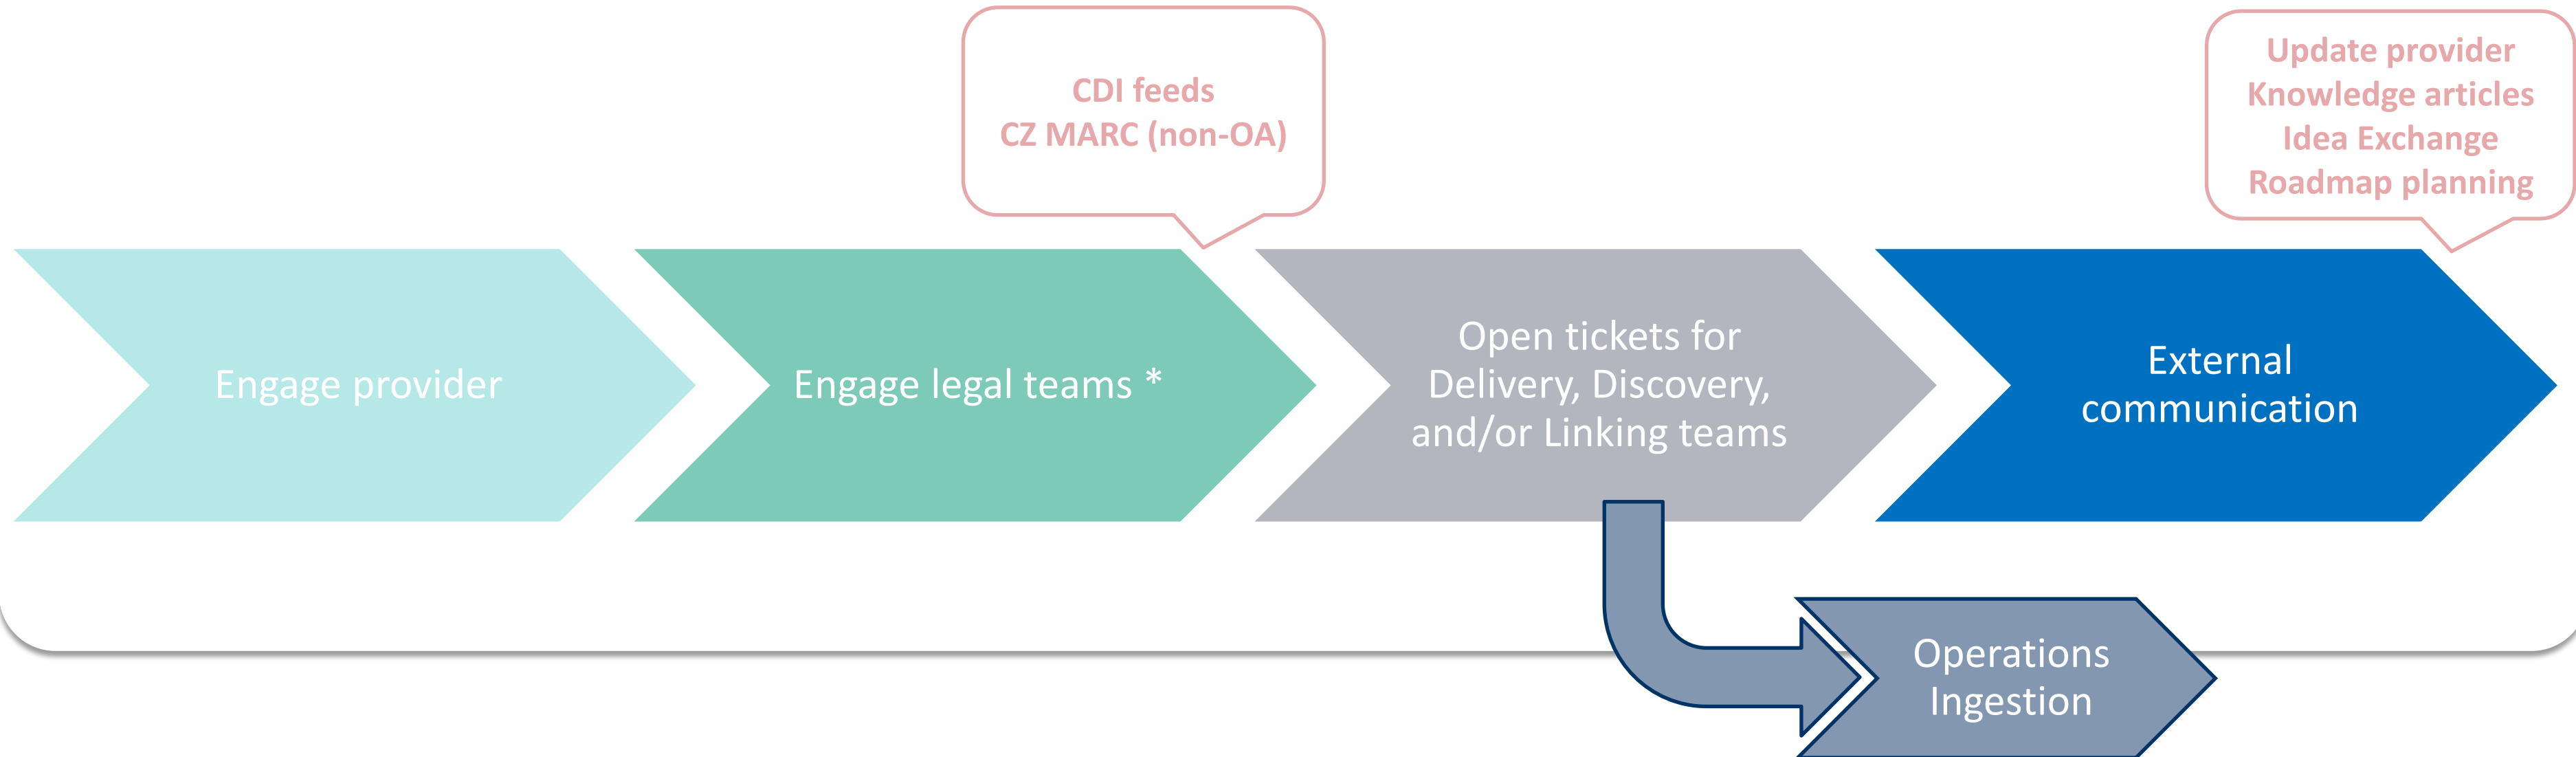 CDI feeds
CZ MARC (non-OA)
Update provider
Knowledge articles
Idea Exchange
Roadmap planning
Engage provider
Engage legal teams *
Open tickets for
Delivery, Discovery,
and/or Linking teams
External
communication
Operations
Ingestion